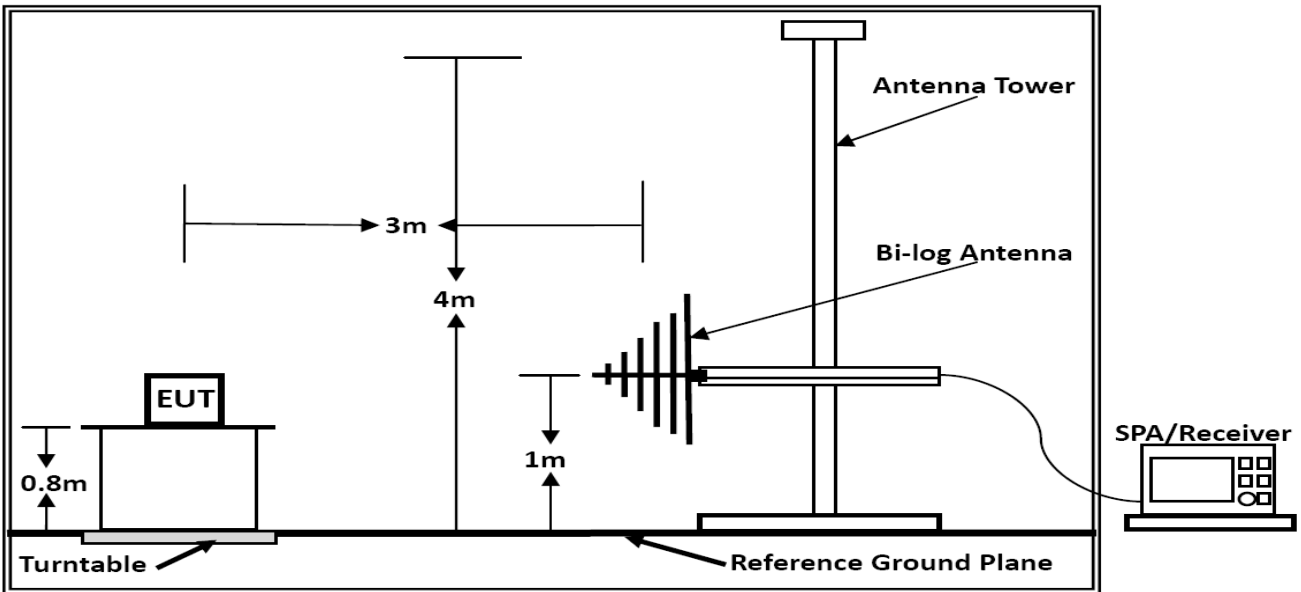 Antenna Tower
3m
Bi-log Antenna
4m
EUT
SPA/Receiver
1m
0.8m
Turntable
Reference Ground Plane